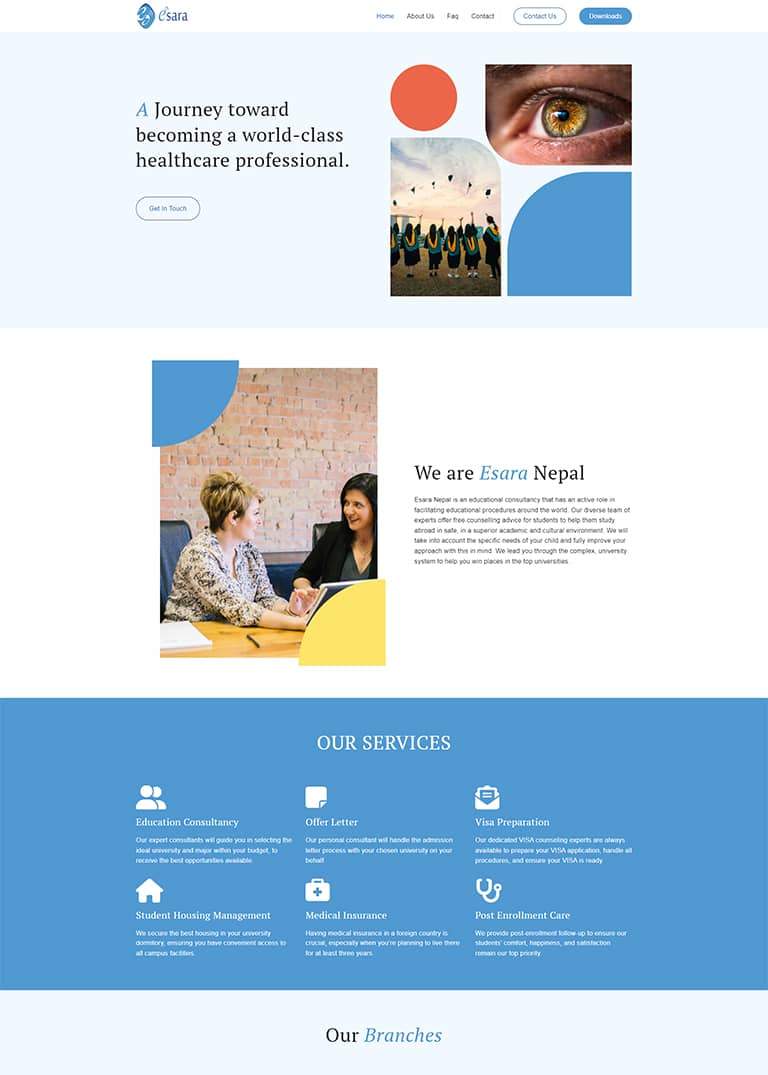 esara
Home About Us Faq Contact Contact Us Downloads
A Journey toward
becoming a world-class
healthcare professional.
Get In Touch
We are Esara Nepal
Esara Nepal is an educational consultancy that has an active role in
facilitating educational procedures around the world. Our diverse team of
experts offer free counselling advice for students to help them study
abroad in safe, in a superior academic and cultural environment. We will
take into account the specific needs of your child and fully improve your
approach with this in mind. We lead you through the complex, university
system to help you win places in the top universities.
OUR SERVICES
Education Consultancy
Our expert consultants will guide you in selecting the
ideal university and major within your budget, to
receive the best opportunities available.
Offer Letter
Our personal consultant will handle the admission
letter process with your chosen university on your
behalf.
Visa Preparation
Our dedicated VISA counseling experts are always
available to prepare your VISA application, handle all
procedures, and ensure your VISA is ready.
Student Housing Management
We secure the best housing in your university
dormitory, ensuring you have convenient access to
all campus facilities.
Medical Insurance
Having medical insurance in a foreign country is
crucial, especially when you're planning to live there
for at least three years.
Post Enrollment Care
We provide post-enrollment follow-up to ensure our
students' comfort, happiness, and satisfaction
remain our top priority.
Our Branches